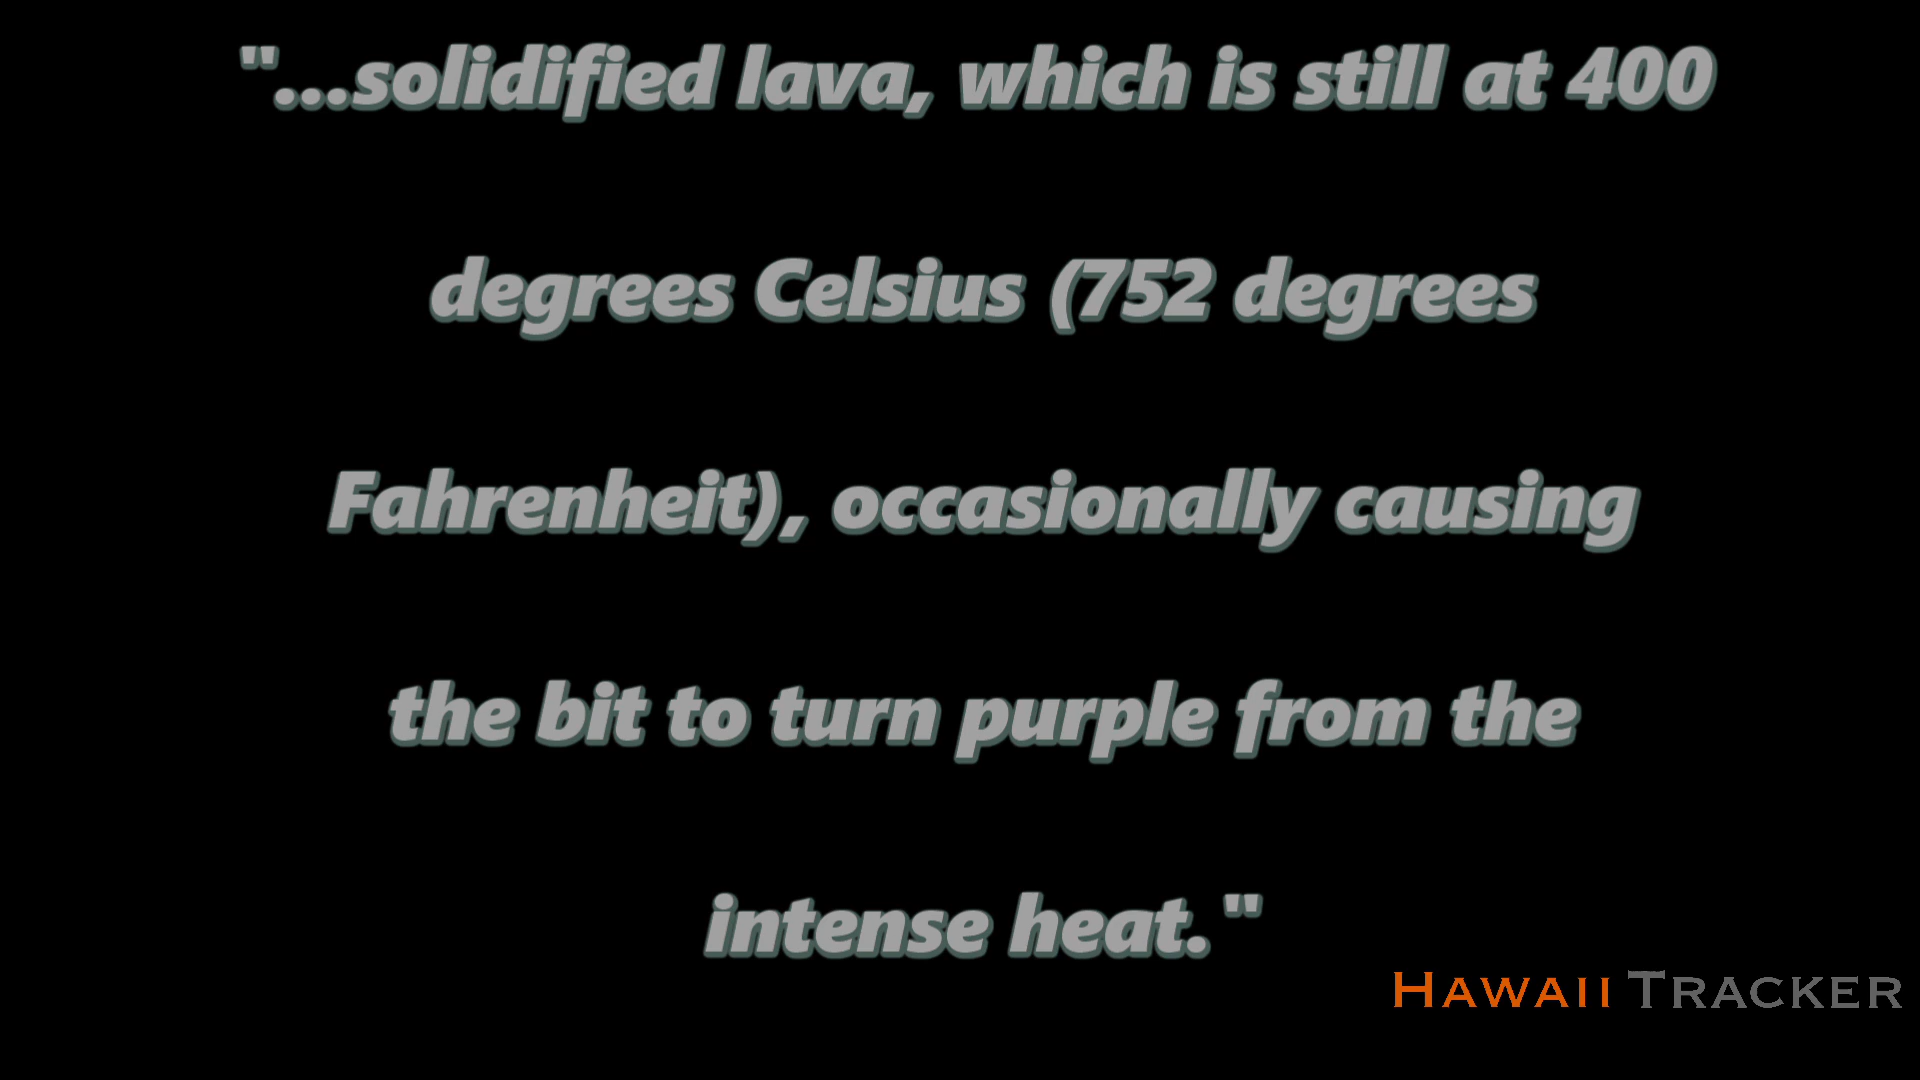 "...solidified lava, which is still at 400
degrees Celsius (752 degrees
Fahrenheit), occasionally causing
the bit to turn purple from the
intense heat."
HAWAII TRACKER